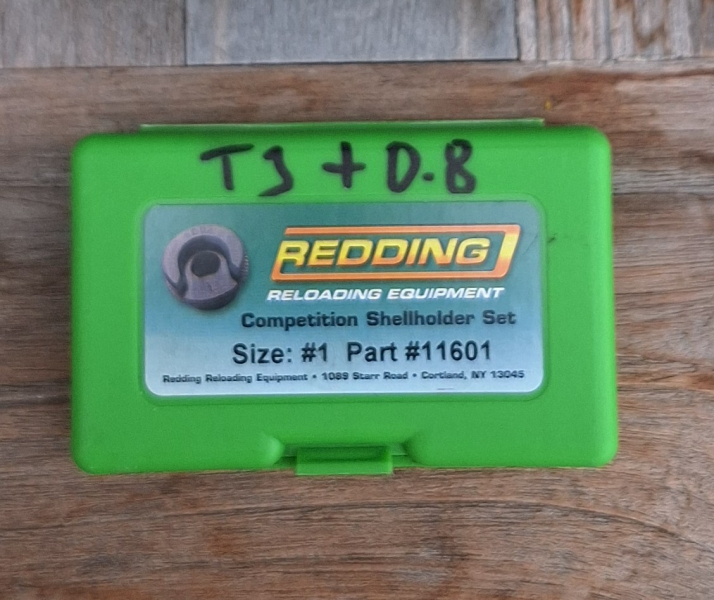 TJ + D.B
REDDING
RELOADING EQUIPMENT
Competition Shellholder Set
Size: #1 Part #11601
Redding Reloading Equipment • 1089 Starr Road • Cortland, NY 13045